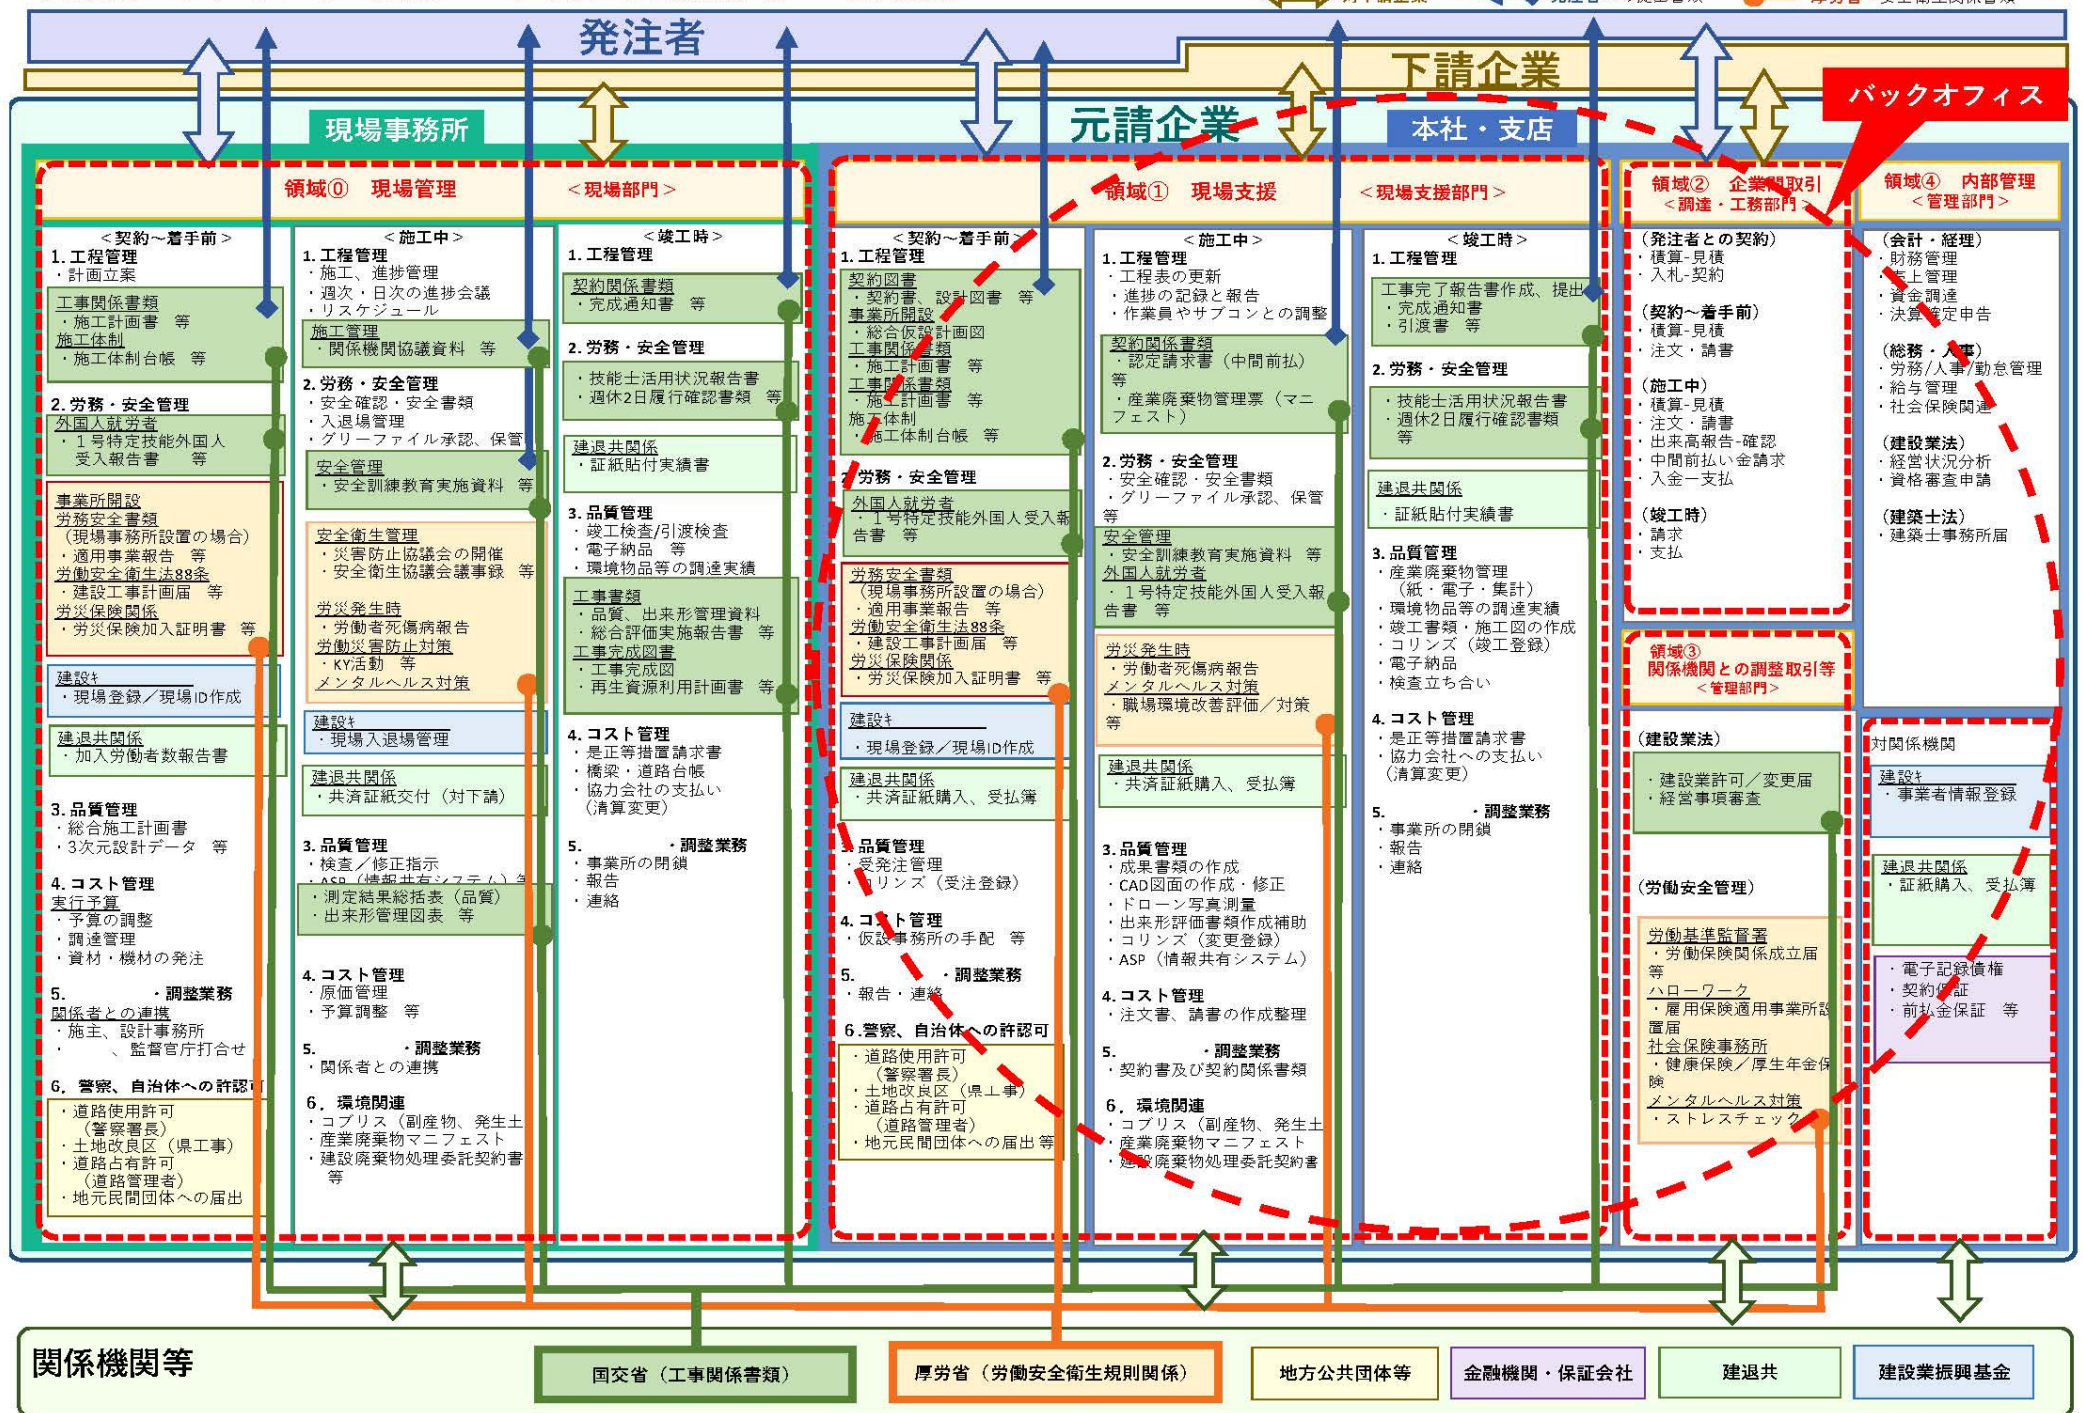 発注者
下請企業
バックオフィス
現場事務所
元請企業
本社・支店
領域⓪ 現場管理 <現場部門>
<契約~着手前>
1. 工程管理
・計画立案
工事関係書類
・施工計画書 等
施工体制
・施工体制台帳 等
2. 労務・安全管理
外国人就労者
・1号特定技能外国人
受入報告書 等
事業所開設
労務安全書類
(現場事務所設置の場合)
・適用事業報告 等
労働安全衛生法88条
・建設工事計画届 等
労災保険関係
・労災保険加入証明書 等
建設ｷ
・現場登録/現場ID作成
建退共関係
・加入労働者数報告書
3. 品質管理
・総合施工計画書
・3次元設計データ 等
4. コスト管理
実行予算
・予算の調整
・調達管理
・資材・機材の発注
5. ・調整業務
関係者との連携
・施主、設計事務所
・ 、監督官庁打合せ
6. 警察、自治体への許認可
・道路使用許可
(警察署長)
・土地改良区(県工事)
・道路占有許可
(道路管理者)
・地元民間団体への届出
<施工中>
1. 工程管理
・施工、進捗管理
・週次・日次の進捗会議
・リスケジュール
施工管理
・関係機関協議資料 等
2. 労務・安全管理
・安全確認・安全書類
・入退場管理
・グリーファイル承認、保管
安全管理
・安全訓練教育実施資料 等
安全衛生管理
・災害防止協議会の開催
・安全衛生協議会議事録 等
労災発生時
・労働者死傷病報告
労働災害防止対策
・KY活動 等
メンタルヘルス対策
建設ｷ
・現場入退場管理
建退共関係
・共済証紙交付(対下請)
3. 品質管理
・検査/修正指示
・ASP(情報共有システム)等
・測定結果総括表(品質)
・出来形管理図表 等
4. コスト管理
・原価管理
・予算調整 等
5. ・調整業務
・関係者との連携
6. 環境関連
・コブリス(副産物、発生土
・産業廃棄物マニフェスト
・建設廃棄物処理委託契約書
等
<竣工時>
1. 工程管理
契約関係書類
・完成通知書 等
2. 労務・安全管理
・技能士活用状況報告書
・週休2日履行確認書類 等
建退共関係
・証紙貼付実績書
3. 品質管理
・竣工検査/引渡検査
・電子納品 等
・環境物品等の調達実績
工事書類
・品質、出来形管理資料
・総合評価実施報告書 等
工事完成図書
・工事完成図
・再生資源利用計画書 等
4. コスト管理
・是正等措置請求書
・橋梁・道路台帳
・協力会社の支払い
(清算変更)
5. ・調整業務
・事業所の閉鎖
・報告
・連絡
領域① 現場支援 <現場支援部門>
<契約~着手前>
1. 工程管理
契約図書
・契約書、設計図書 等
事業所開設
・総合仮設計画図
工事関係書類
・施工計画書 等
工事関係書類
・施工計画書 等
施工体制
・施工体制台帳 等
2. 労務・安全管理
外国人就労者
・1号特定技能外国人受入報
告書 等
労務安全書類
(現場事務所設置の場合)
・適用事業報告 等
労働安全衛生法88条
・建設工事計画届 等
労災保険関係
・労災保険加入証明書 等
建設ｷ
・現場登録/現場ID作成
建退共関係
・共済証紙購入、受払簿
3. 品質管理
・受発注管理
・コリンズ(受注登録)
4. コスト管理
・仮設事務所の手配 等
5. ・調整業務
・報告・連絡
6.警察、自治体への許認可
・道路使用許可
(警察署長)
・土地改良区(県工事)
・道路占有許可
(道路管理者)
・地元民間団体への届出等
<施工中>
1. 工程管理
・工程表の更新
・進捗の記録と報告
・作業員やサブコンとの調整
契約関係書類
・認定請求書(中間前払)
等
・産業廃棄物管理票(マニ
フェスト)
2. 労務・安全管理
・安全確認・安全書類
・グリーファイル承認、保管
等
安全管理
・安全訓練教育実施資料 等
外国人就労者
・1号特定技能外国人受入報
告書 等
労災発生時
・労働者死傷病報告
メンタルヘルス対策
・職場環境改善評価/対策
等
建退共関係
・共済証紙購入、受払簿
3. 品質管理
・成果書類の作成
・CAD図面の作成・修正
・ドローン写真測量
・出来形評価書類作成補助
・コリンズ(変更登録)
・ASP(情報共有システム)
4. コスト管理
・注文書、請書の作成整理
5. ・調整業務
・契約書及び契約関係書類
6. 環境関連
・コブリス(副産物、発生土
・産業廃棄物マニフェスト
・建設廃棄物処理委託契約書
<竣工時>
1. 工程管理
工事完了報告書作成、提出
・完成通知書
・引渡書 等
2. 労務・安全管理
・技能士活用状況報告書
・週休2日履行確認書類
等
建退共関係
・証紙貼付実績書
3. 品質管理
・産業廃棄物管理
(紙・電子・集計)
・環境物品等の調達実績
・竣工書類・施工図の作成
・コリンズ(竣工登録)
・電子納品
・検査立ち合い
4. コスト管理
・是正等措置請求書
・協力会社への支払い
(清算変更)
5. ・調整業務
・事業所の閉鎖
・報告
・連絡
領域② 企業間取引
<調達・工務部門>
(発注者との契約)
・積算-見積
・入札-契約
(契約~着手前)
・積算-見積
・注文・請書
(施工中)
・積算-見積
・注文・請書
・出来高報告-確認
・中間前払い金請求
・入金ー支払
(竣工時)
・請求
・支払
領域③
関係機関との調整取引等
<管理部門>
(建設業法)
・建設業許可/変更届
・経営事項審査
(労働安全管理)
労働基準監督署
・労働保険関係成立届
等
ハローワーク
・雇用保険適用事業所設
置届
社会保険事務所
・健康保険/厚生年金保
険
メンタルヘルス対策
・ストレスチェック
領域④ 内部管理
<管理部門>
(会計・経理)
・財務管理
・売上管理
・資金調達
・決算確定申告
(総務・人事)
・労務/人事/勤怠管理
・給与管理
・社会保険関連
(建設業法)
・経営状況分析
・資格審査申請
(建築士法)
・建築士事務所届
対関係機関
建設ｷ
・事業者情報登録
建退共関係
・証紙購入、受払簿
・電子記録債権
・契約保証
・前払金保証 等
関係機関等
国交省(工事関係書類)
厚労省(労働安全衛生規則関係)
地方公共団体等
金融機関・保証会社
建退共
建設業振興基金